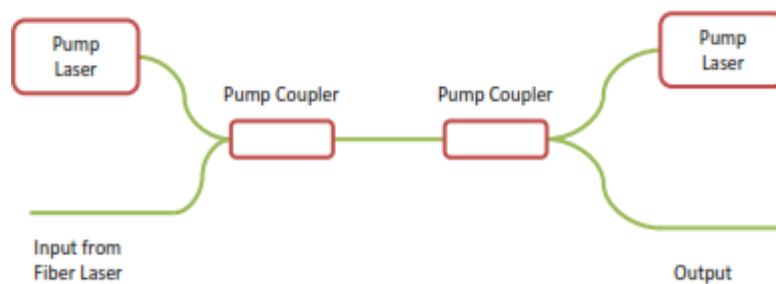 Pump
Laser
Pump
Laser
Pump Coupler
Pump Coupler
Input from
Fiber Laser
Output